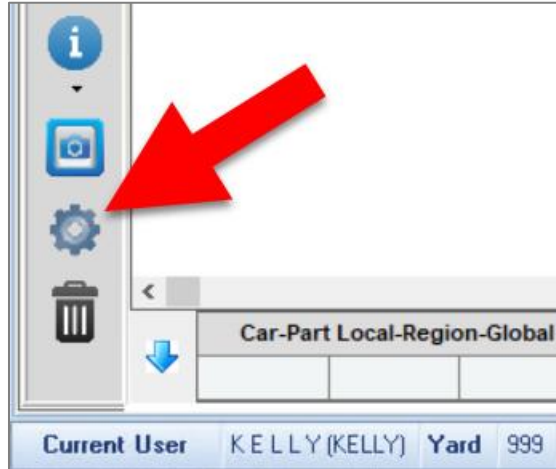 i
Car-Part Local-Region-Global
Current User K E L L Y (KELLY) Yard 999